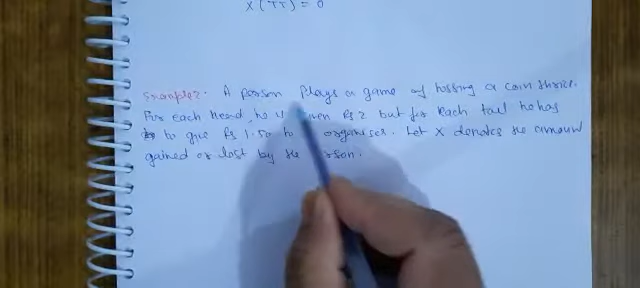 X(TT) = 0
Example 2. A person plays a game of tossing a coin thrice.
For each head, he is given Rs 2 but for each tail he has
to give Rs 1.50 to organiser. Let X denotes the amount
gained or lost by the person.